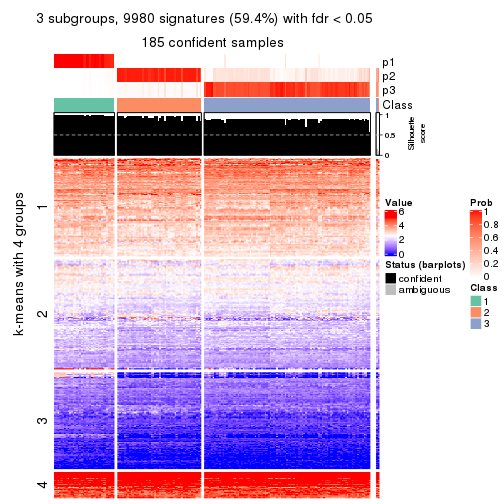 3 subgroups, 9980 signatures (59.4%) with fdr < 0.05
185 confident samples
p1
p2
p3
Class
1
0.5
0
Silhouette
score
k-means with 4 groups
1
2
3
4
Value
6
4
2
0
Status (barplots)
confident
ambiguous
Prob
1
0.8
0.6
0.4
0.2
0
Class
1
2
3